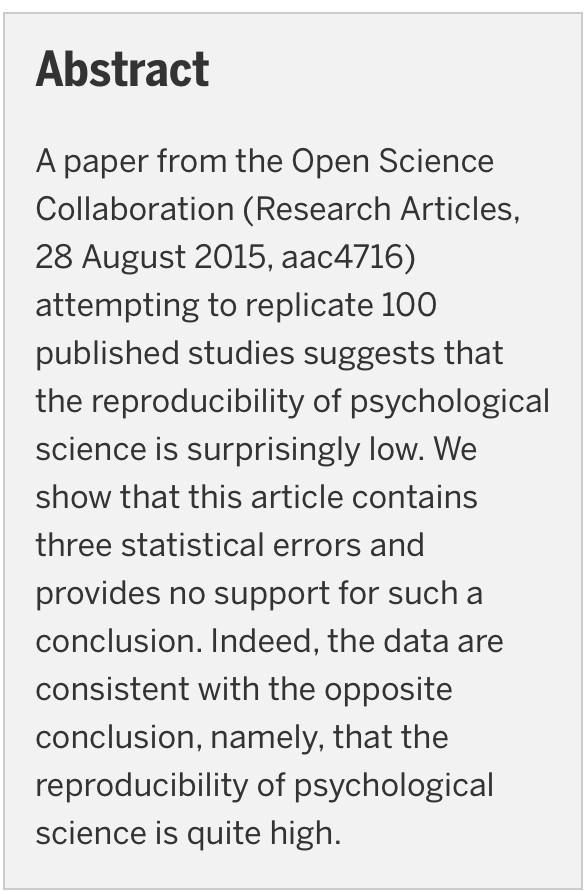 Abstract
A paper from the Open Science
Collaboration (Research Articles,
28 August 2015, aac4716)
attempting to replicate 100
published studies suggests that
the reproducibility of psychological
science is surprisingly low. We
show that this article contains
three statistical errors and
provides no support for such a
conclusion. Indeed, the data are
consistent with the opposite
conclusion, namely, that the
reproducibility of psychological
science is quite high.